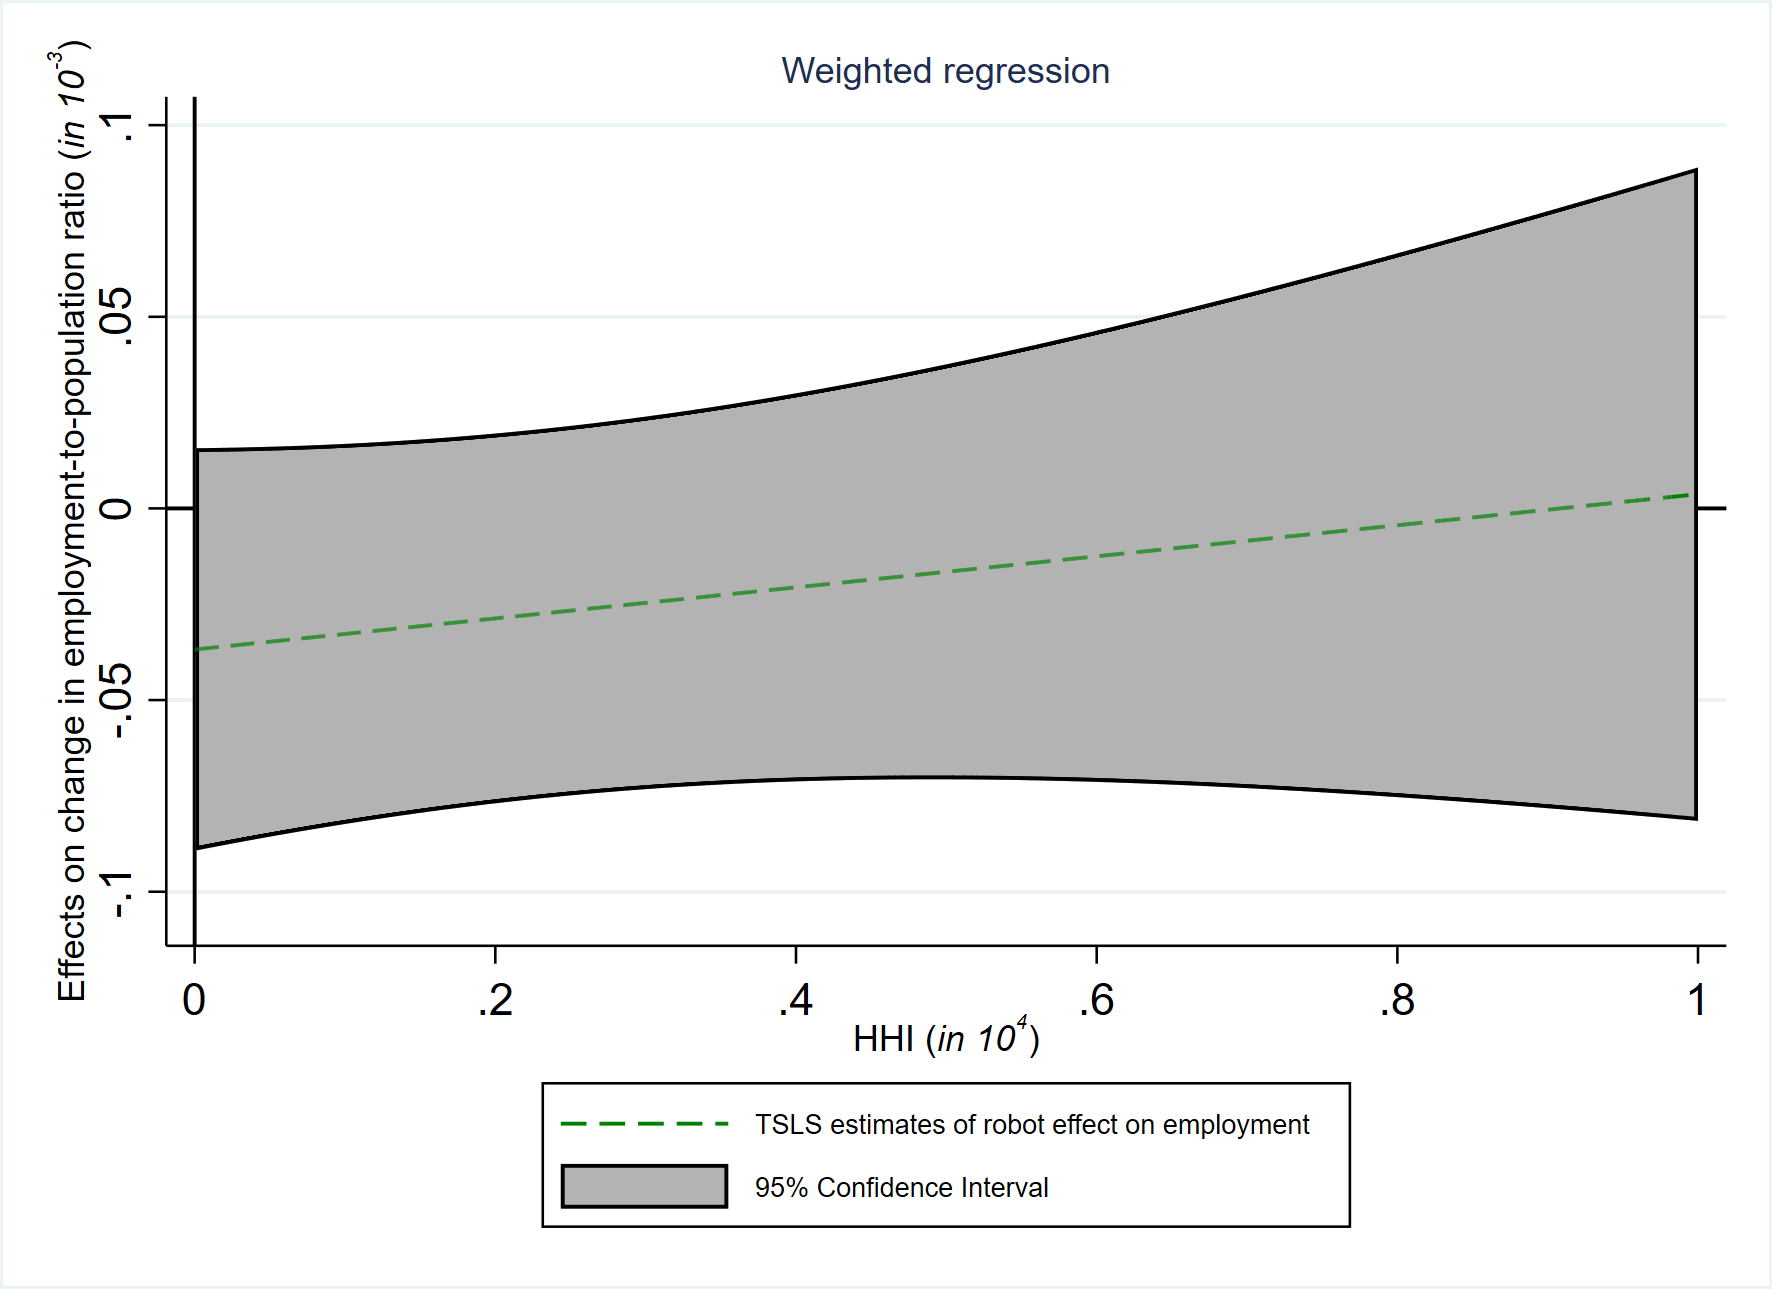 Weighted regression
Effects on change in employment-to-population ratio (in 10-3)
.1
.05
0
-.05
-.1
0 .2 .4 .6 .8 1
HHI (in 104)
TSLS estimates of robot effect on employment
95% Confidence Interval